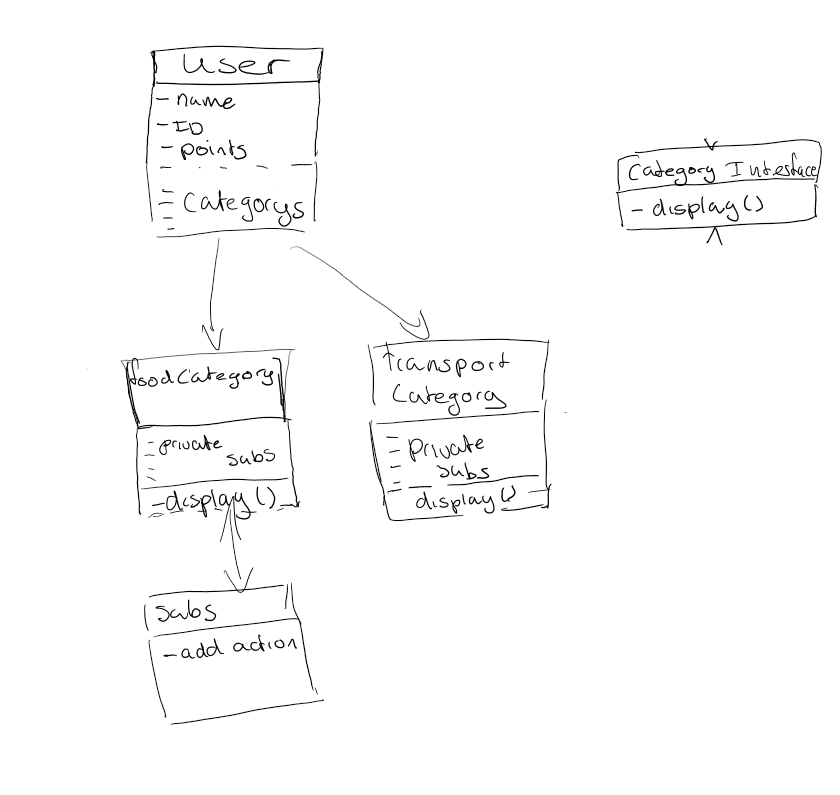 user
- name
- ID
- points
- Categorys
Category Interface
- display()
foodCategory
- private
subs
- display()
transport
Category
- private
subs
display()
subs
- add action